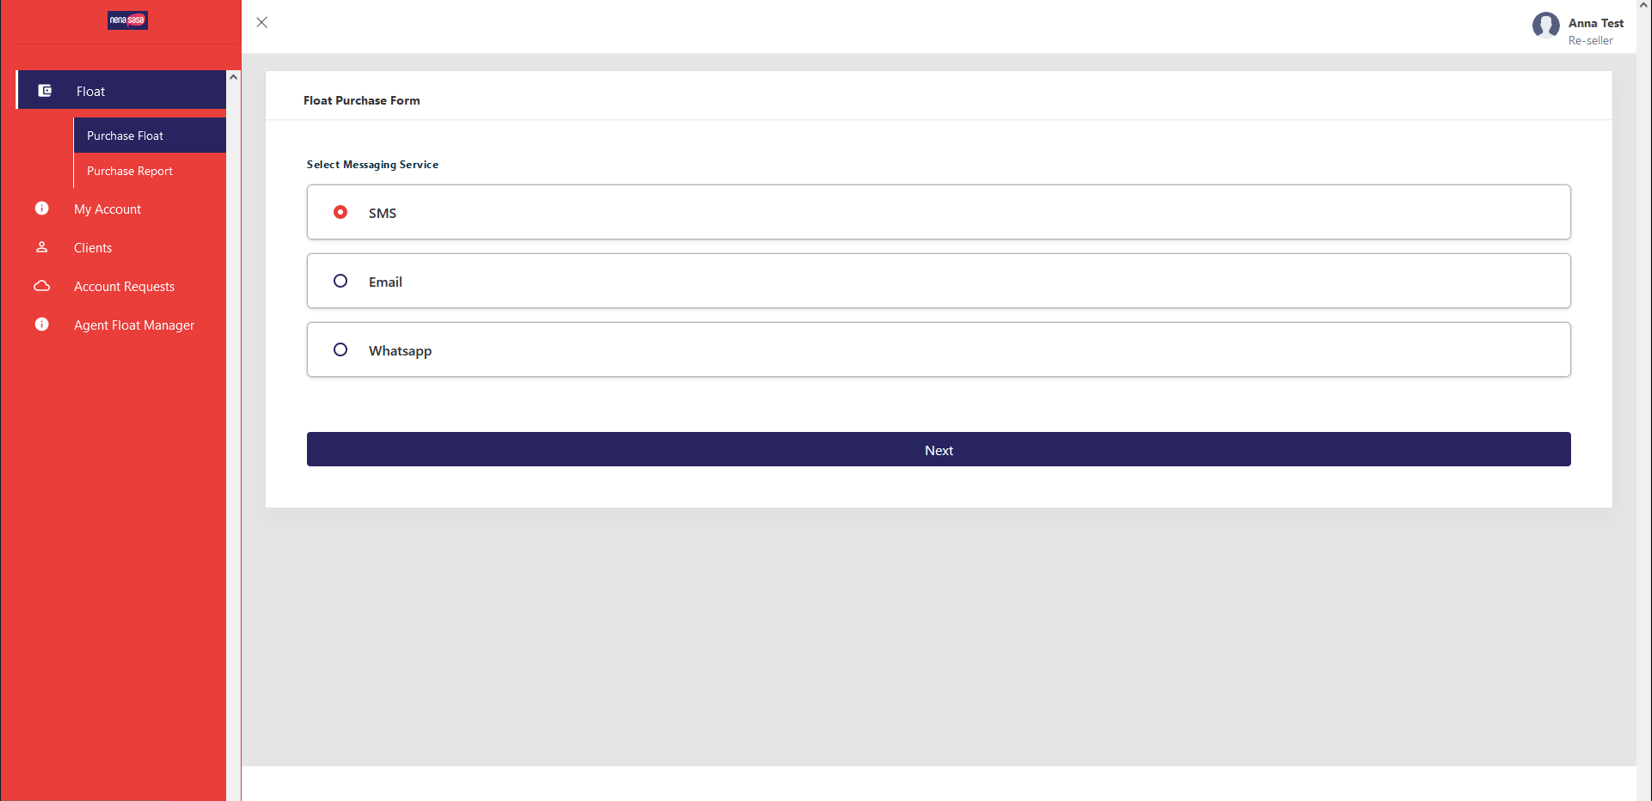 nena sasa
Anna Test
Re-seller
Float
Purchase Float
Purchase Report
My Account
Clients
Account Requests
Agent Float Manager
Float Purchase Form
Select Messaging Service
SMS
Email
Whatsapp
Next